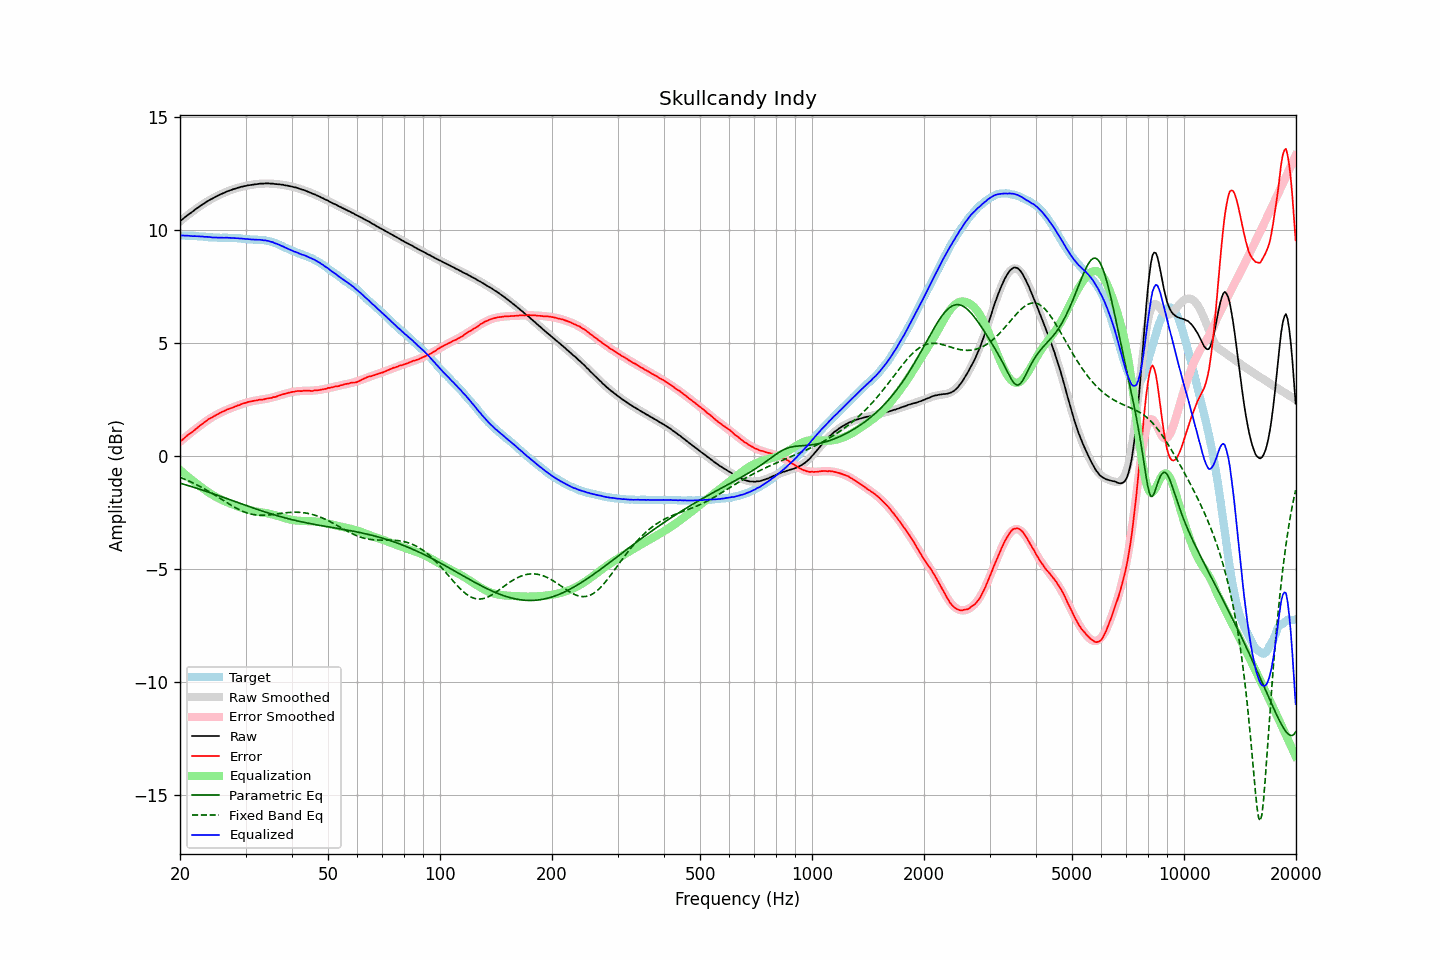 Skullcandy Indy
15
10
5
0
−5
−10
−15
Amplitude (dBr)
Target
Raw Smoothed
Error Smoothed
Raw
Error
Equalization
Parametric Eq
Fixed Band Eq
Equalized
20 50 100 200 500 1000 2000 5000 10000 20000
Frequency (Hz)